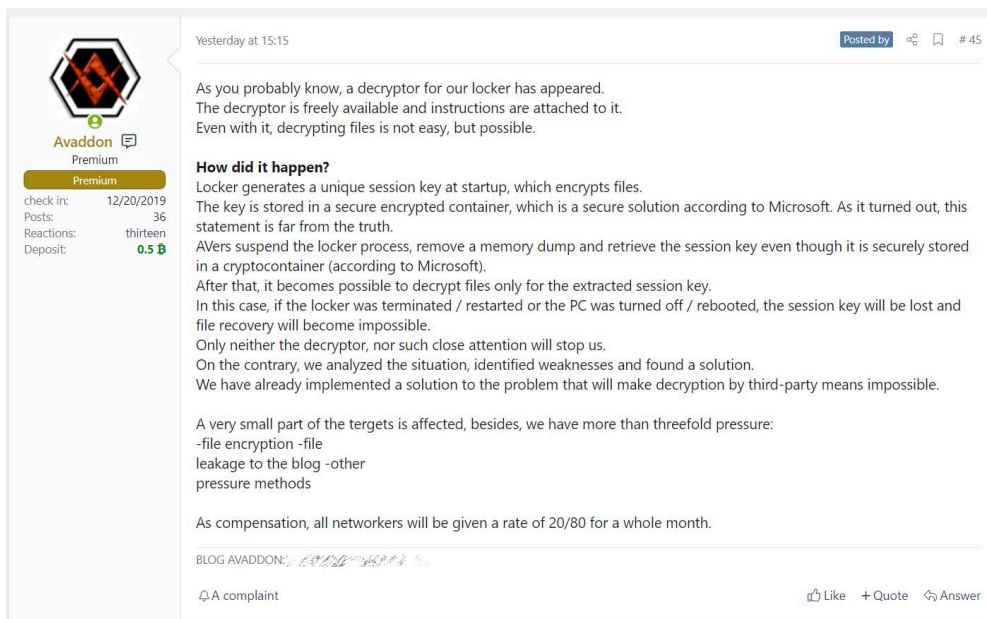 Yesterday at 15:15
Posted by
# 45
Avaddon
Premium
Premium
check in: 12/20/2019
Posts: 36
Reactions: thirteen
Deposit: 0.5 ₿
As you probably know, a decryptor for our locker has appeared.
The decryptor is freely available and instructions are attached to it.
Even with it, decrypting files is not easy, but possible.
How did it happen?
Locker generates a unique session key at startup, which encrypts files.
The key is stored in a secure encrypted container, which is a secure solution according to Microsoft. As it turned out, this
statement is far from the truth.
AVers suspend the locker process, remove a memory dump and retrieve the session key even though it is securely stored
in a cryptocontainer (according to Microsoft).
After that, it becomes possible to decrypt files only for the extracted session key.
In this case, if the locker was terminated / restarted or the PC was turned off / rebooted, the session key will be lost and
file recovery will become impossible.
Only neither the decryptor, nor such close attention will stop us.
On the contrary, we analyzed the situation, identified weaknesses and found a solution.
We have already implemented a solution to the problem that will make decryption by third-party means impossible.
A very small part of the tergets is affected, besides, we have more than threefold pressure:
-file encryption -file
leakage to the blog -other
pressure methods
As compensation, all networkers will be given a rate of 20/80 for a whole month.
BLOG AVADDON:
A complaint
Like + Quote Answer